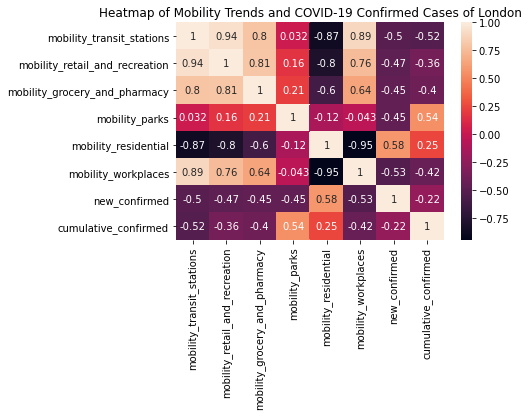 Heatmap of Mobility Trends and COVID-19 Confirmed Cases of London
mobility_transit_stations 1 0.94 0.8 0.032 -0.87 0.89 -0.5 -0.52
mobility_retail_and_recreation 0.94 1 0.81 0.16 -0.8 0.76 -0.47 -0.36
mobility_grocery_and_pharmacy 0.8 0.81 1 0.21 -0.6 0.64 -0.45 -0.4
mobility_parks 0.032 0.16 0.21 1 -0.12 -0.043 -0.45 0.54
mobility_residential -0.87 -0.8 -0.6 -0.12 1 -0.95 0.58 0.25
mobility_workplaces 0.89 0.76 0.64 -0.043 -0.95 1 -0.53 -0.42
new_confirmed -0.5 -0.47 -0.45 -0.45 0.58 -0.53 1 -0.22
cumulative_confirmed -0.52 -0.36 -0.4 0.54 0.25 -0.42 -0.22 1
mobility_transit_stations
mobility_retail_and_recreation
mobility_grocery_and_pharmacy
mobility_parks
mobility_residential
mobility_workplaces
new_confirmed
cumulative_confirmed
1.00
0.75
0.50
0.25
0.00
−0.25
−0.50
−0.75